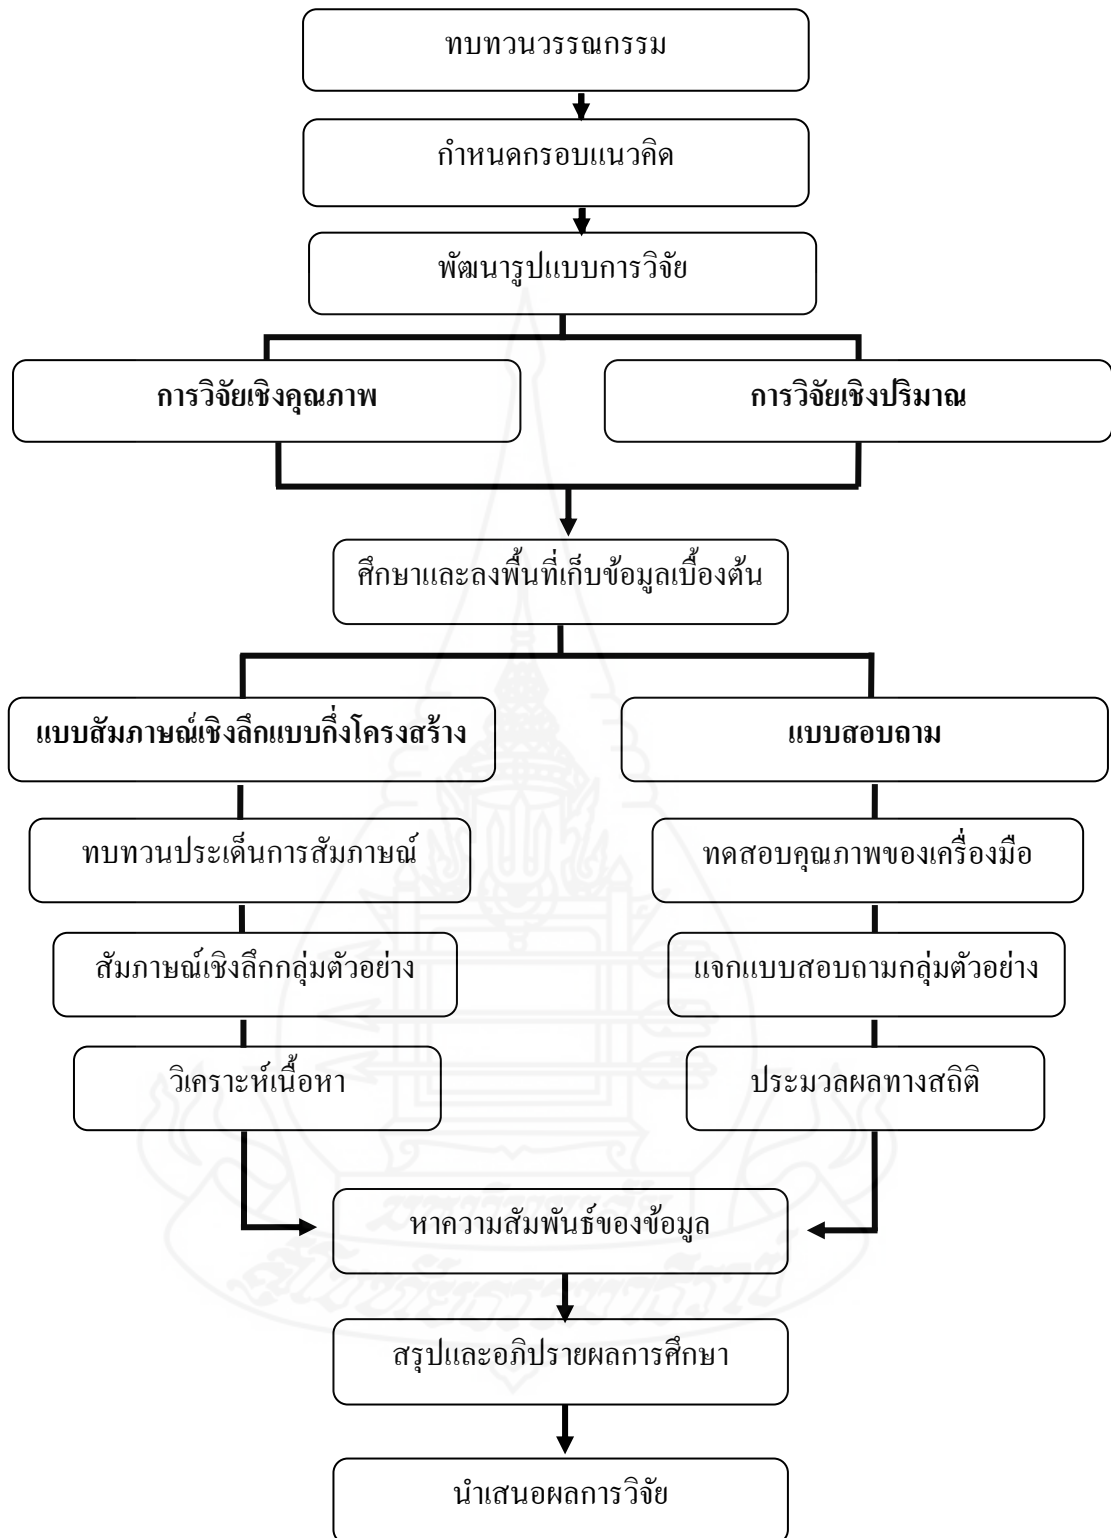 ทบทวนวรรณกรรม
กำหนดกรอบแนวคิด
พัฒนารูปแบบการวิจัย
การวิจัยเชิงคุณภาพ
การวิจัยเชิงปริมาณ
ศึกษาและลงพื้นที่เก็บข้อมูลเบื้องต้น
แบบสัมภาษณ์เชิงลึกแบบกึ่งโครงสร้าง
แบบสอบถาม
ทบทวนประเด็นการสัมภาษณ์
ทดสอบคุณภาพของเครื่องมือ
สัมภาษณ์เชิงลึกกลุ่มตัวอย่าง
แจกแบบสอบถามกลุ่มตัวอย่าง
วิเคราะห์เนื้อหา
ประมวลผลทางสถิติ
หาความสัมพันธ์ของข้อมูล
สรุปและอภิปรายผลการศึกษา
นำเสนอผลการวิจัย